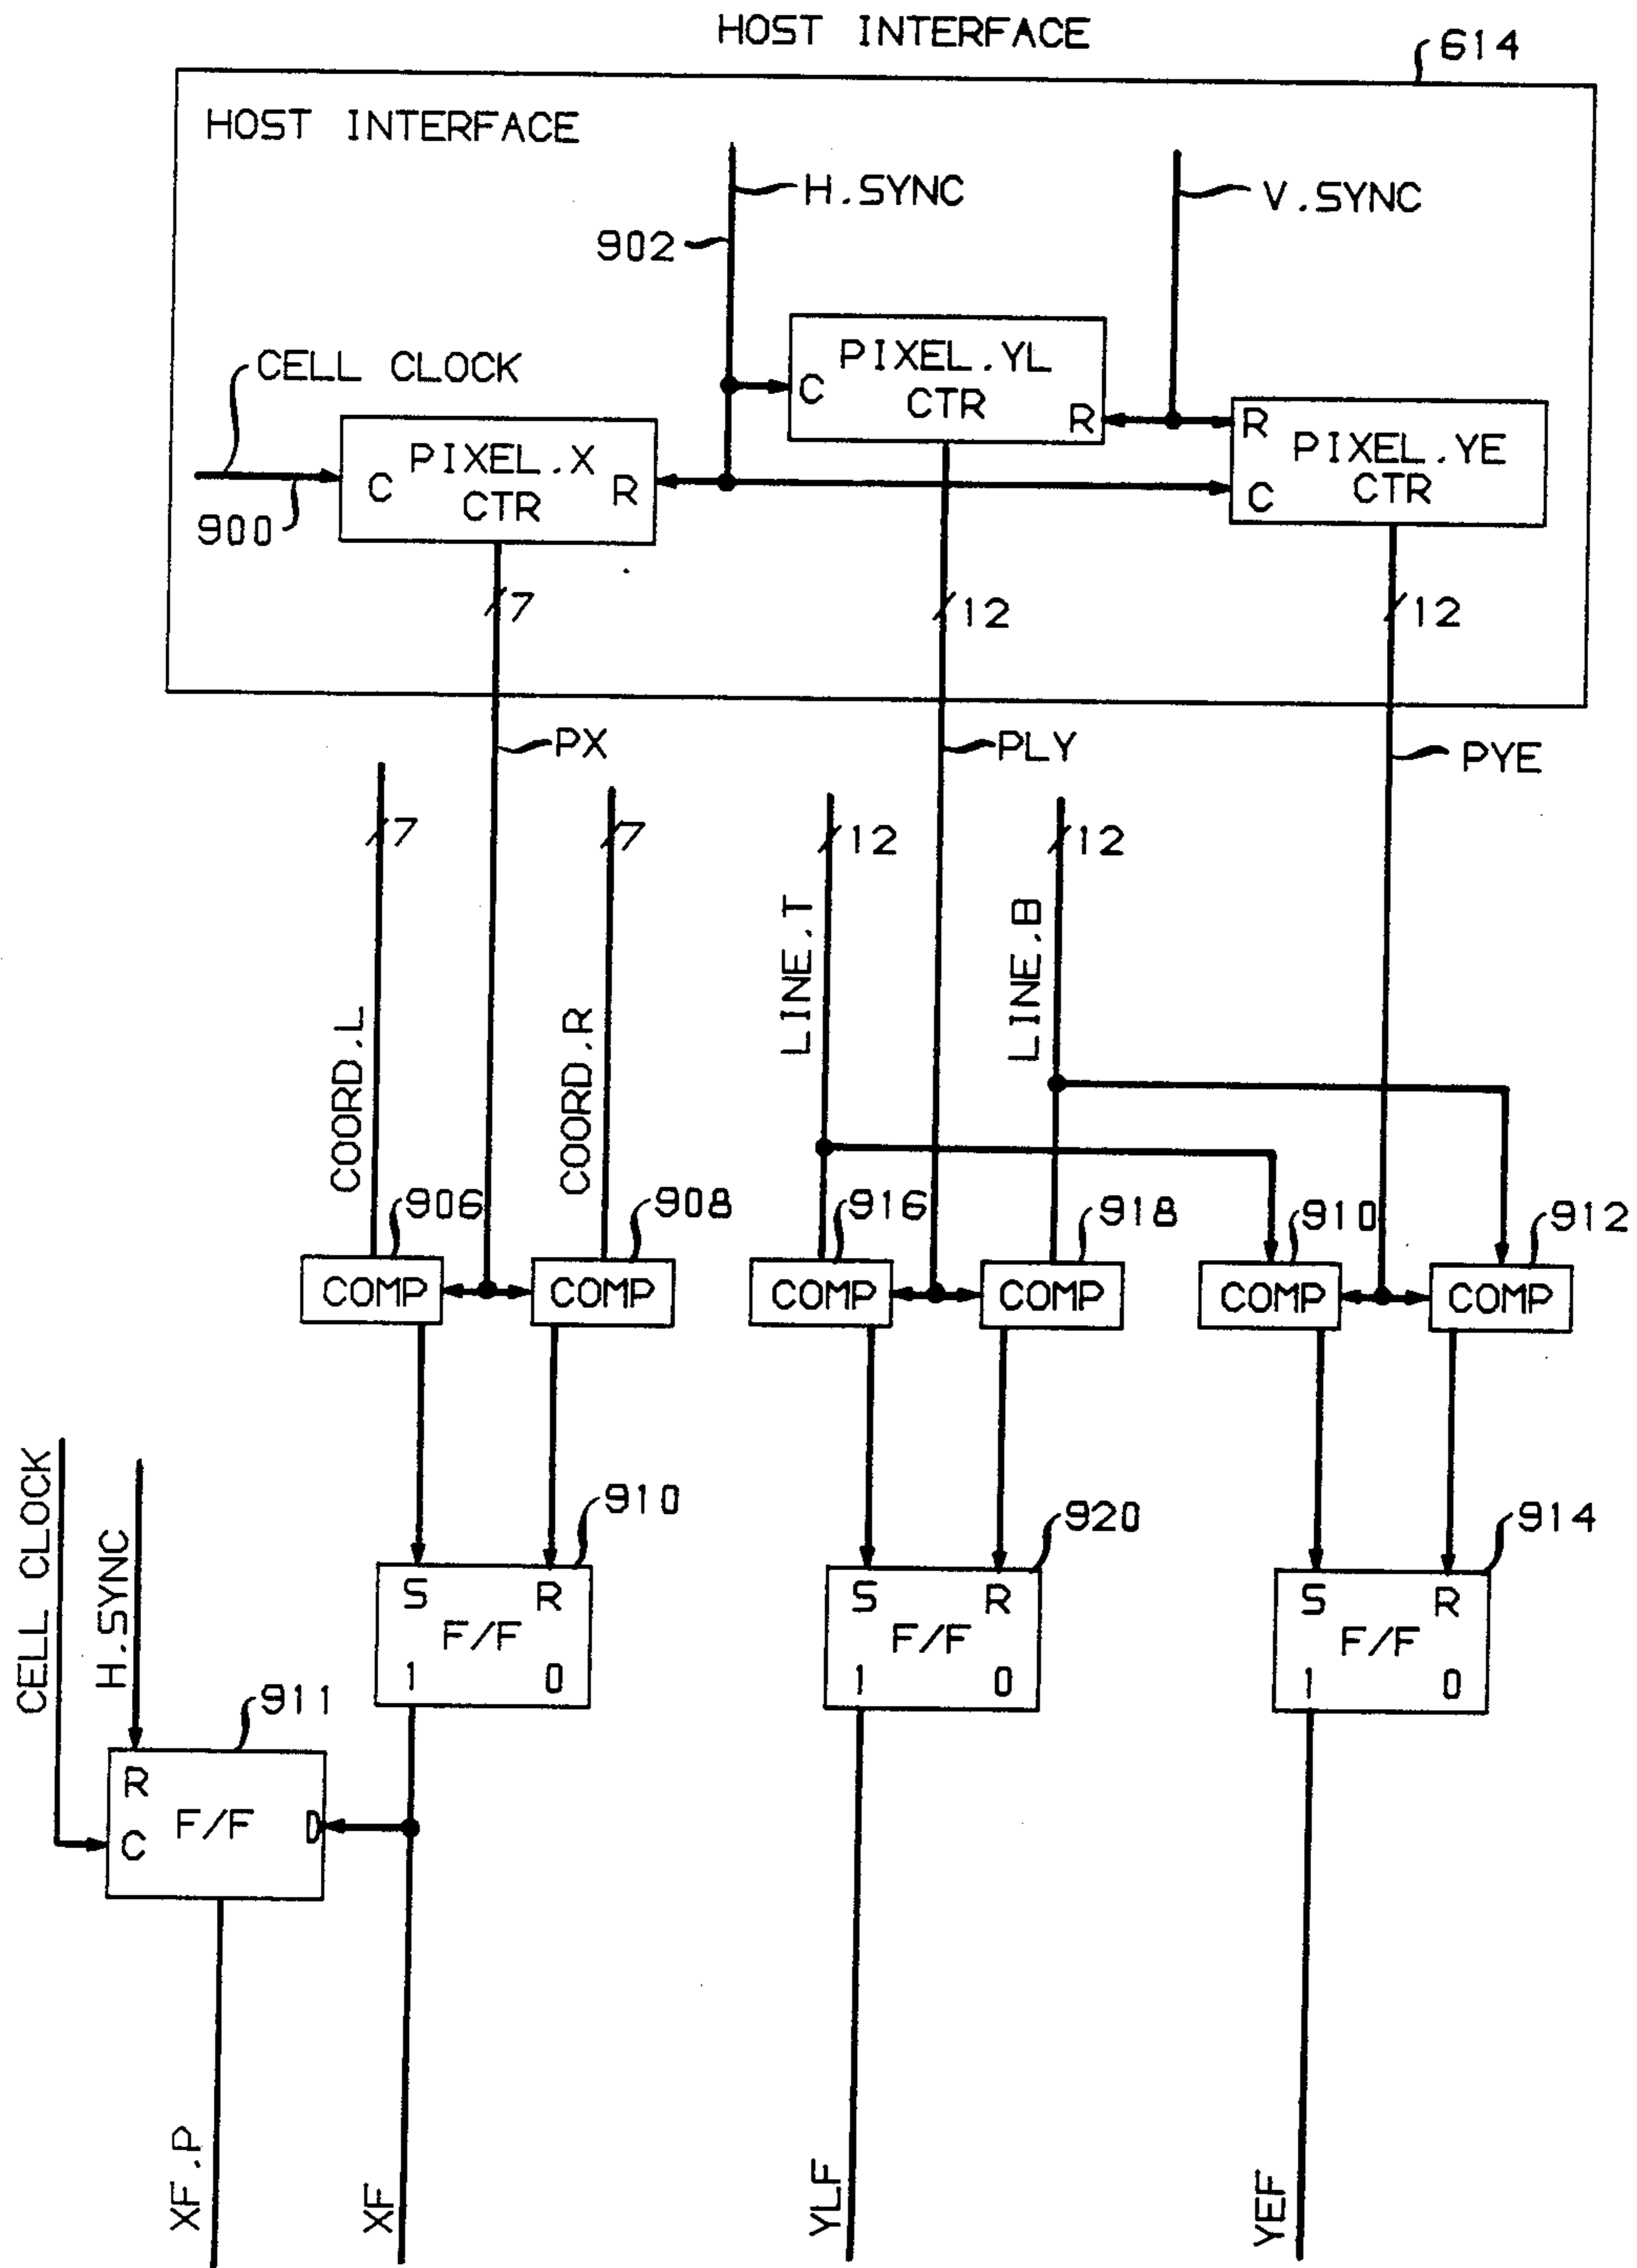 HOST INTERFACE
614
HOST INTERFACE
H.SYNC
V.SYNC
902
CELL CLOCK
900
C
PIXEL.X
CTR
R
C
PIXEL.YL
CTR
R
R
C
PIXEL.YE
CTR
7
12
12
PX
PLY
PYE
7
7
12
12
COORD.L
COORD.R
LINE.T
LINE.B
906
908
916
918
910
912
COMP
COMP
COMP
COMP
COMP
COMP
CELL CLOCK
H.SYNC
910
920
914
S
R
F/F
1
0
S
R
F/F
1
0
S
R
F/F
1
0
911
R
C
F/F
D
XF.P
XF
YLF
YEF